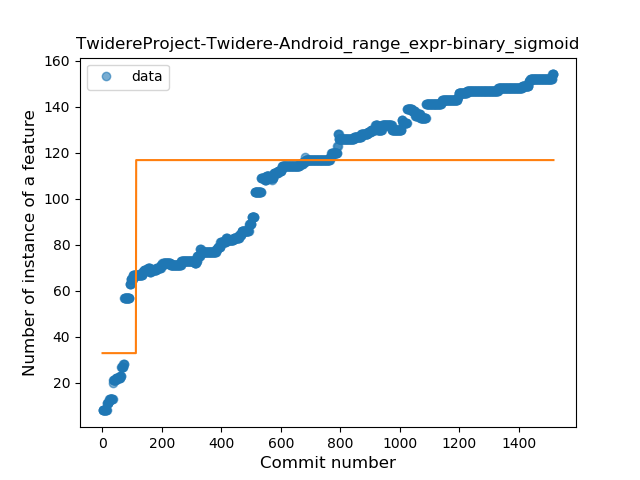 TwidereProject-Twidere-Android_range_expr-binary_sigmoid
data
Number of instance of a feature
160
140
120
100
80
60
40
20
0 200 400 600 800 1000 1200 1400
Commit number